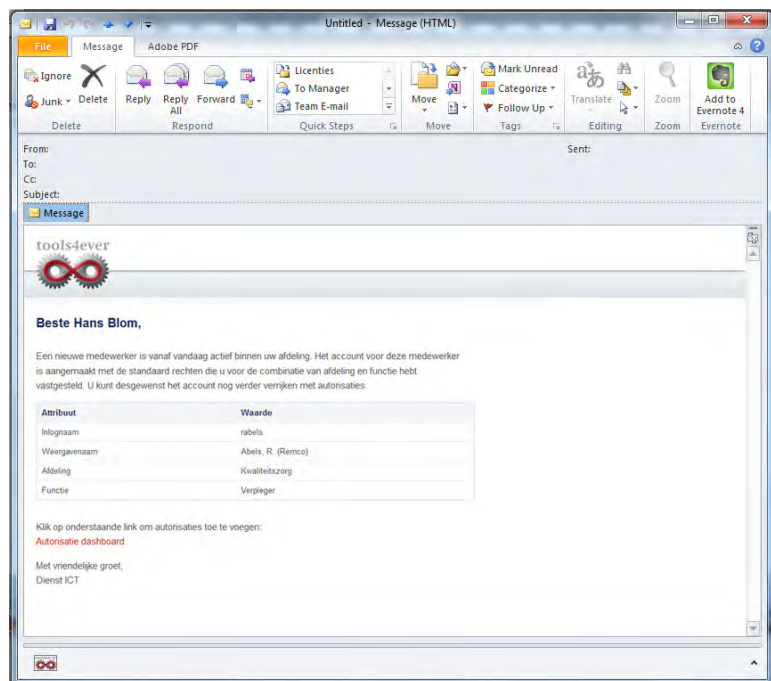 Untitled - Message (HTML)
File Message Adobe PDF
Ignore
Junk
Delete
Reply
Reply All
Forward
Licenties
To Manager
Team E-mail
Move
Mark Unread
Categorize
Follow Up
Translate
Zoom
Add to Evernote 4
Delete Respond Quick Steps Move Tags Editing Zoom Evernote
From: Sent:
To:
Cc:
Subject:
Message
tools4ever
Beste Hans Blom,
Een nieuwe medewerker is vanaf vandaag actief binnen uw afdeling. Het account voor deze medewerker
is aangemaakt met de standaard rechten die u voor de combinatie van afdeling en functie hebt
vastgesteld. U kunt desgewenst het account nog verder verrijken met autorisaties.
Attribuut Waarde
Inlognaam rabels
Weergavenaam Abels, R. (Remco)
Afdeling Kwaliteitszorg
Functie Verpleger
Klik op onderstaande link om autorisaties toe te voegen:
Autorisatie dashboard
Met vriendelijke groet,
Dienst ICT